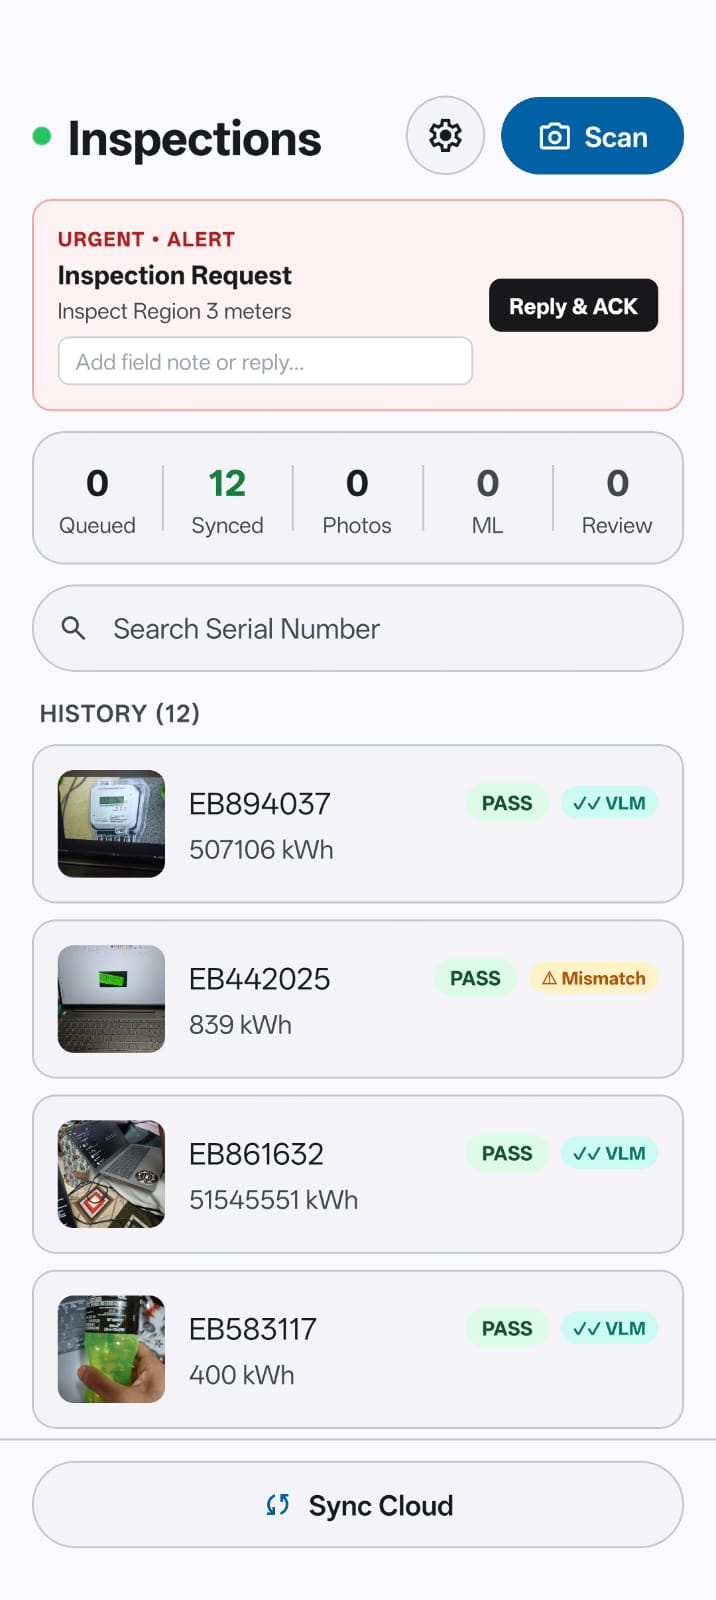 Inspections
Scan
URGENT • ALERT
Inspection Request
Inspect Region 3 meters
Reply & ACK
Add field note or reply...
0 12 0 0 0
Queued Synced Photos ML Review
Search Serial Number
HISTORY (12)
EB894037
PASS ✓✓ VLM
507106 kWh
EB442025
PASS ⚠ Mismatch
839 kWh
EB861632
PASS ✓✓ VLM
51545551 kWh
EB583117
PASS ✓✓ VLM
400 kWh
Sync Cloud